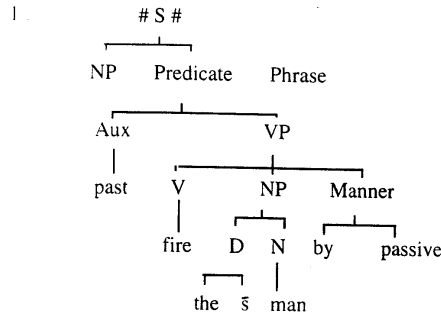 1. # S #
NP Predicate Phrase
Aux VP
past V NP Manner
fire D N by passive
the s̄ man